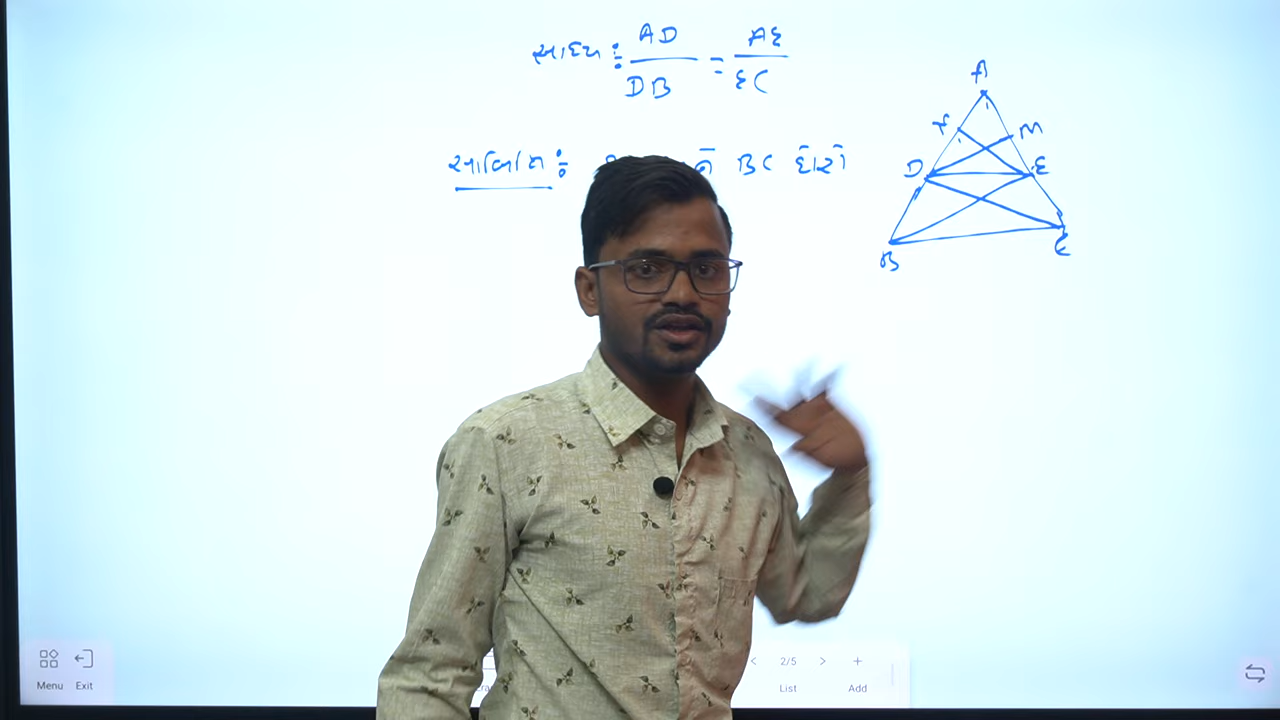 સાધ્ય : AD/DB = AE/EC
સાબિતી : ને BC દોરો
A
F M
D E
B C
Menu Exit
< 2/5 > +
List Add